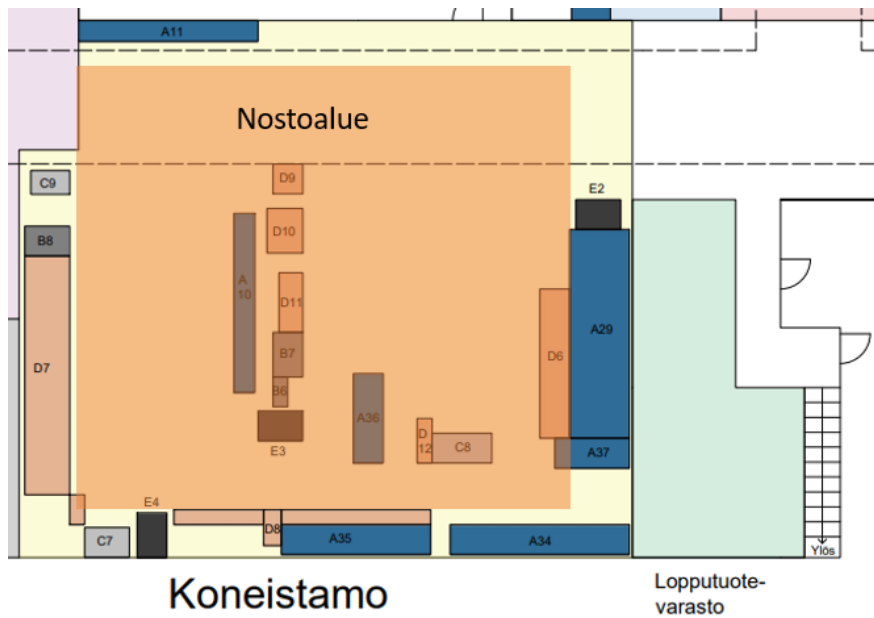 A11
Nostoalue
C9
D9
E2
B8
D10
A
10
D11
A29
B7
D6
D7
B6
A36
D
12
C8
E3
A37
E4
D8
C7
A35
A34
Ylös
Koneistamo
Lopputuote-
varasto